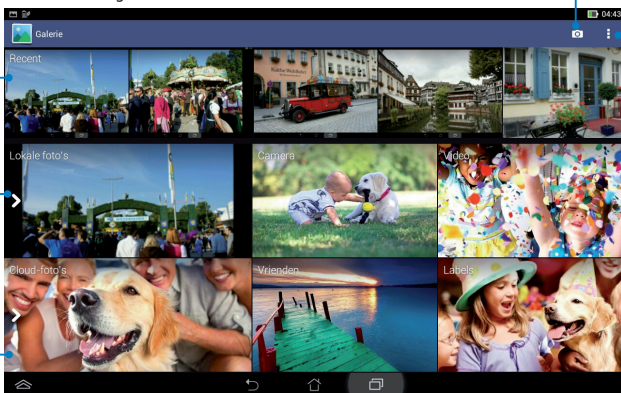 04:43
Galerie
Recent
Lokale foto's
Camera
Video
Cloud-foto's
Vrienden
Labels